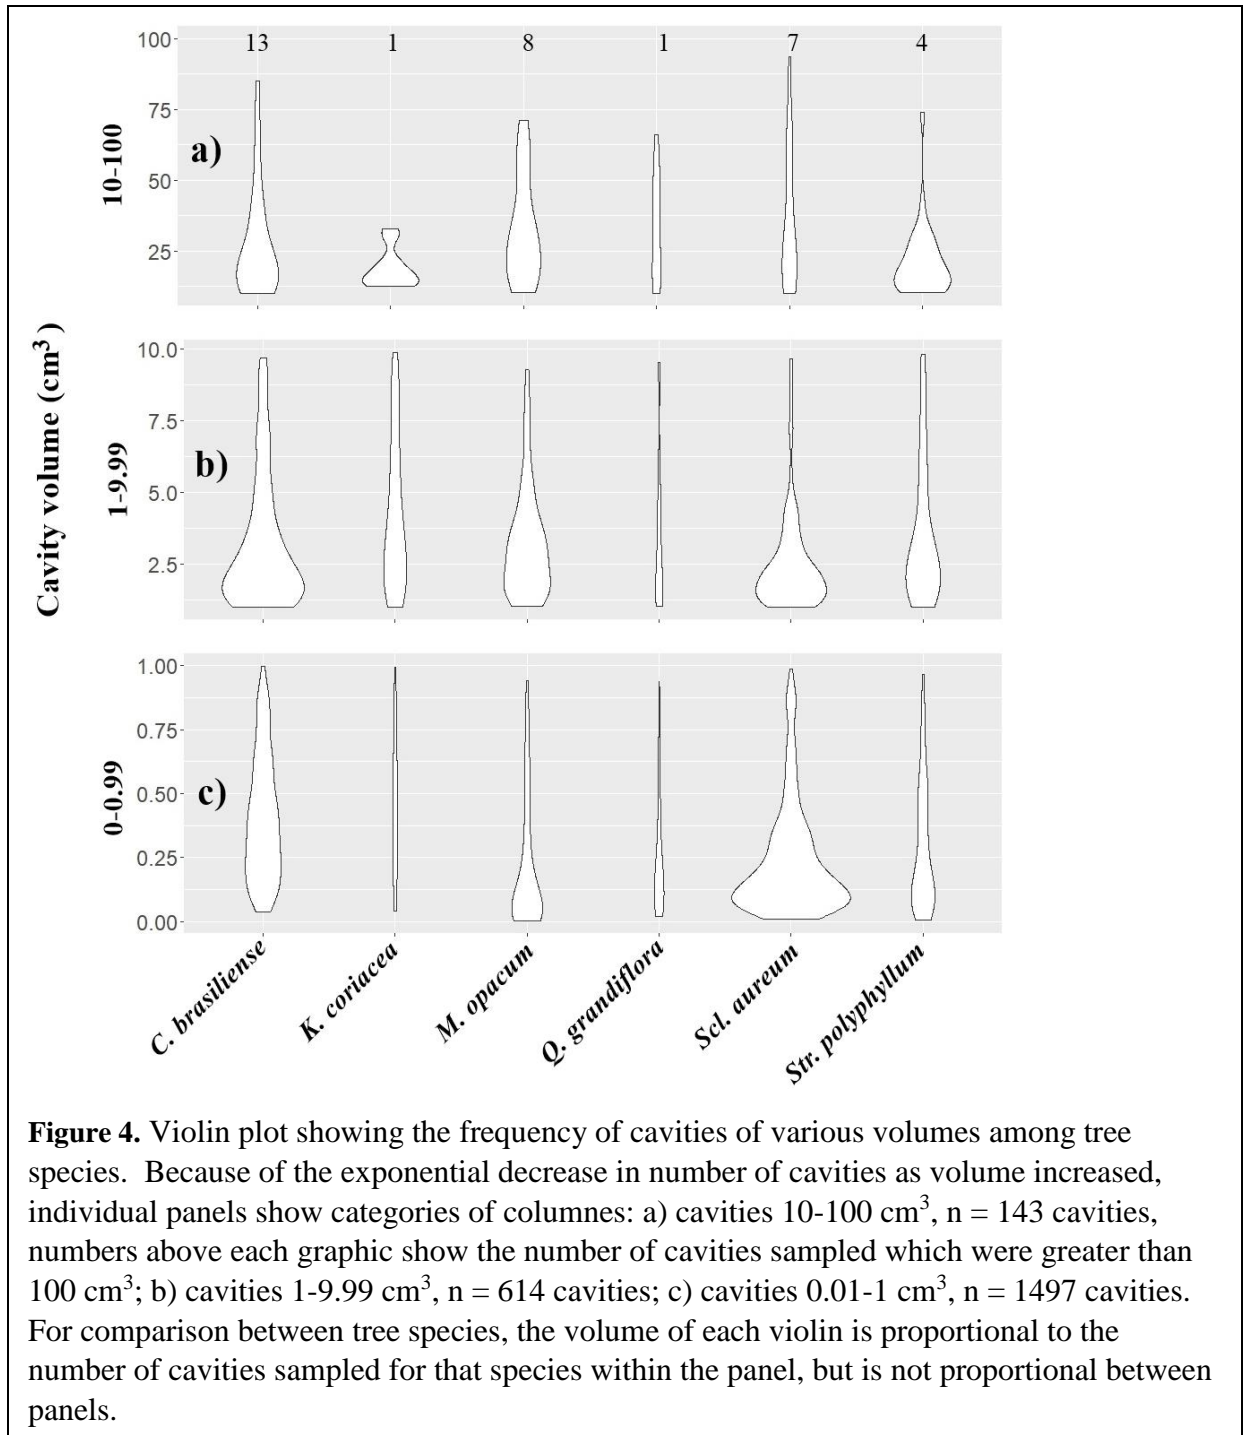 Cavity volume (cm³)
10-100
a)
100
75
50
25
13 1 8 1 7 4
1-9.99
b)
10.0
7.5
5.0
2.5
0-0.99
c)
1.00
0.75
0.50
0.25
0.00
C. brasiliense
K. coriacea
M. opacum
Q. grandiflora
Scl. aureum
Str. polyphyllum
Figure 4. Violin plot showing the frequency of cavities of various volumes among tree
species. Because of the exponential decrease in number of cavities as volume increased,
individual panels show categories of columnes: a) cavities 10-100 cm³, n = 143 cavities,
numbers above each graphic show the number of cavities sampled which were greater than
100 cm³; b) cavities 1-9.99 cm³, n = 614 cavities; c) cavities 0.01-1 cm³, n = 1497 cavities.
For comparison between tree species, the volume of each violin is proportional to the
number of cavities sampled for that species within the panel, but is not proportional between
panels.